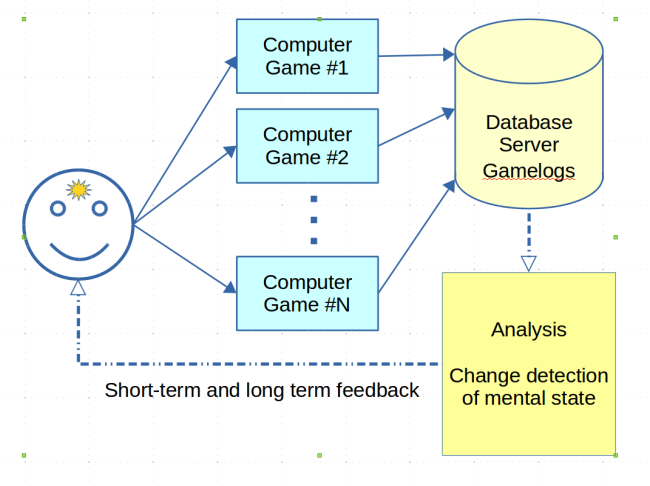 Computer
Game #1
Computer
Game #2
Computer
Game #N
Database
Server
Gamelogs
Analysis
Change detection
of mental state
Short-term and long term feedback